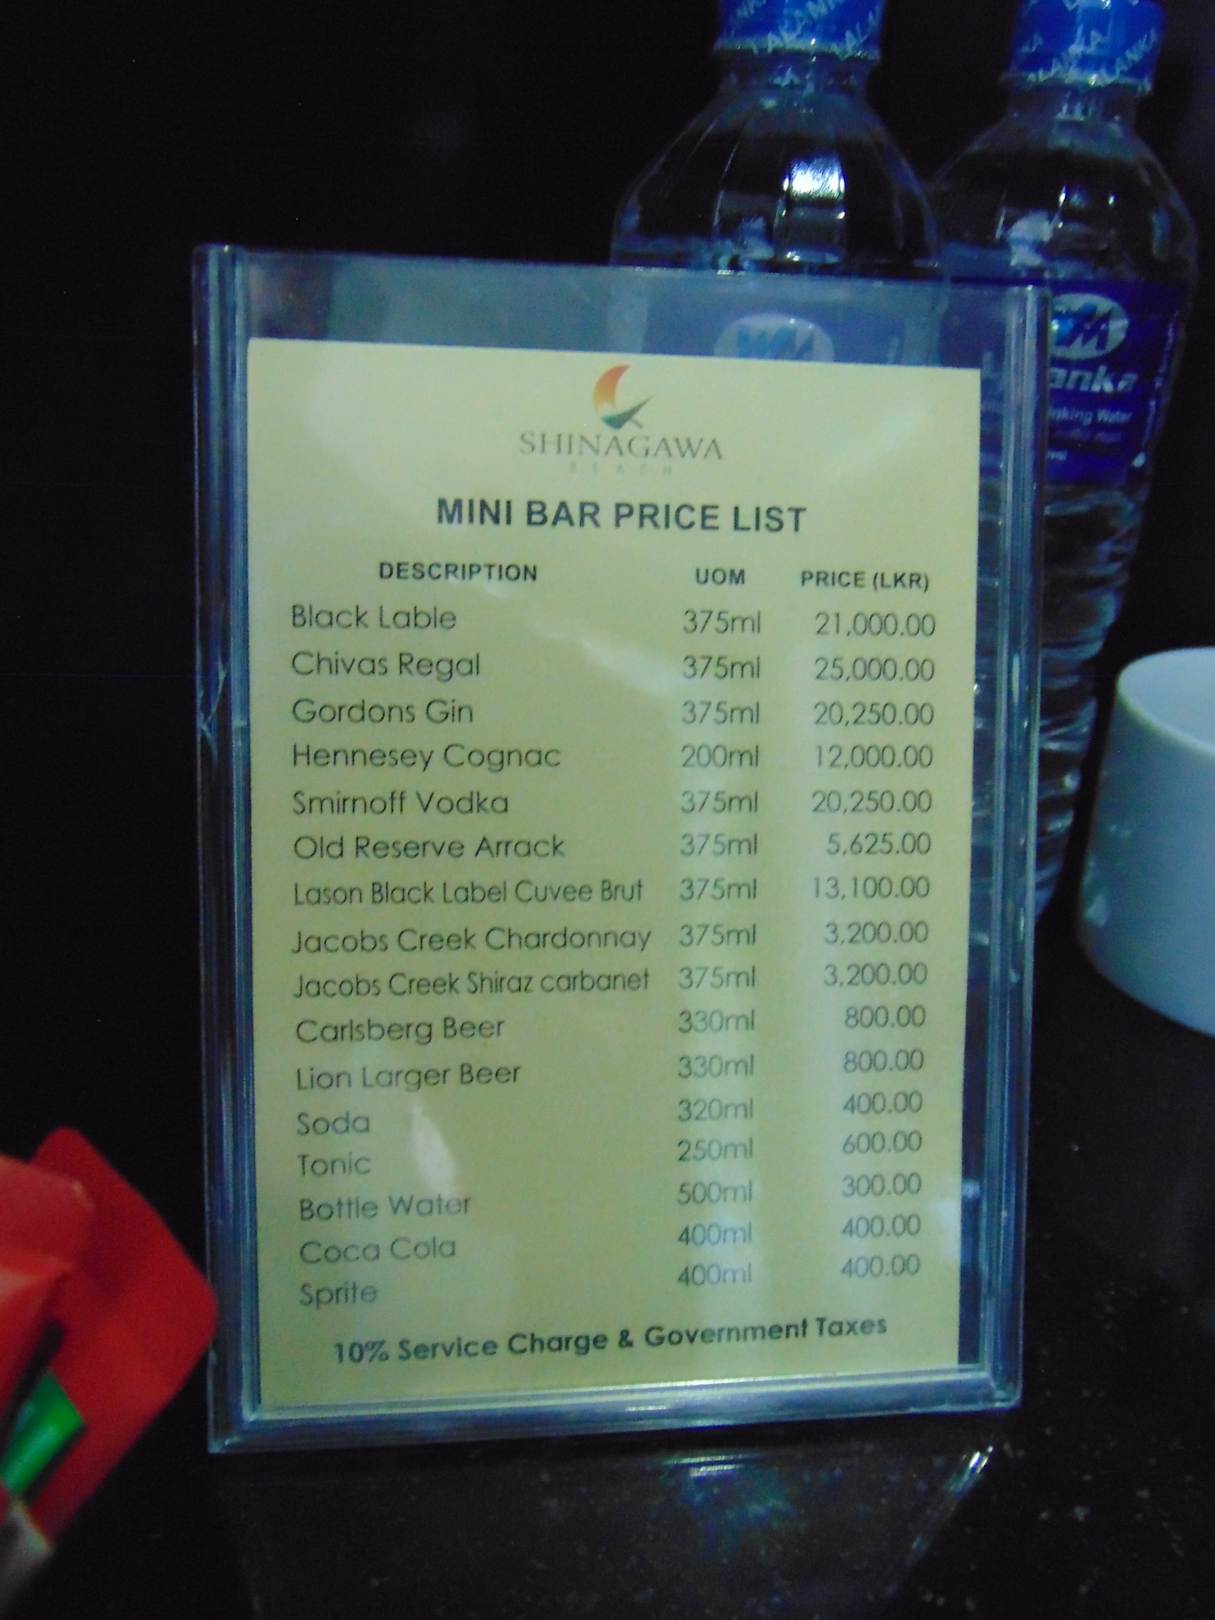 SHINAGAWA
BEACH
MINI BAR PRICE LIST
DESCRIPTION UOM PRICE (LKR)
Black Lable 375ml 21,000.00
Chivas Regal 375ml 25,000.00
Gordons Gin 375ml 20,250.00
Hennesey Cognac 200ml 12,000.00
Smirnoff Vodka 375ml 20,250.00
Old Reserve Arrack 375ml 5,625.00
Lason Black Label Cuvee Brut 375ml 13,100.00
Jacobs Creek Chardonnay 375ml 3,200.00
Jacobs Creek Shiraz carbanet 375ml 3,200.00
Carlsberg Beer 330ml 800.00
Lion Larger Beer 330ml 800.00
Soda 320ml 400.00
Tonic 250ml 600.00
Bottle Water 500ml 300.00
Coca Cola 400ml 400.00
Sprite 400ml 400.00
10% Service Charge & Government Taxes
anka
inking Water